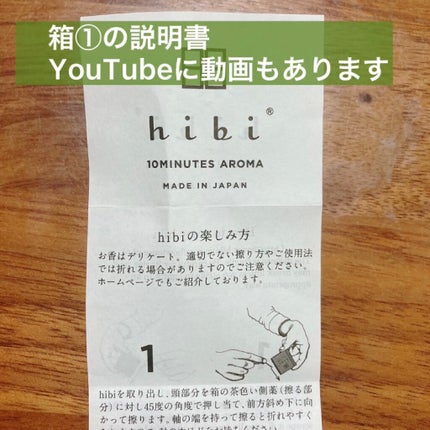 箱①の説明書
YouTubeに動画もあります
hibi®
10MINUTES AROMA
MADE IN JAPAN
hibiの楽しみ方
お香はデリケート。適切でない擦り方やご使用法
では折れる場合がありますのでご注意ください。
ホームページでもご紹介しております。
1
hibiを取り出し、頭部分を箱の茶色い側薬（擦る部
分）に対し45度の角度で押し当て、前方斜め下に向
かって擦ります。軸の端を持って擦ると折れやすく